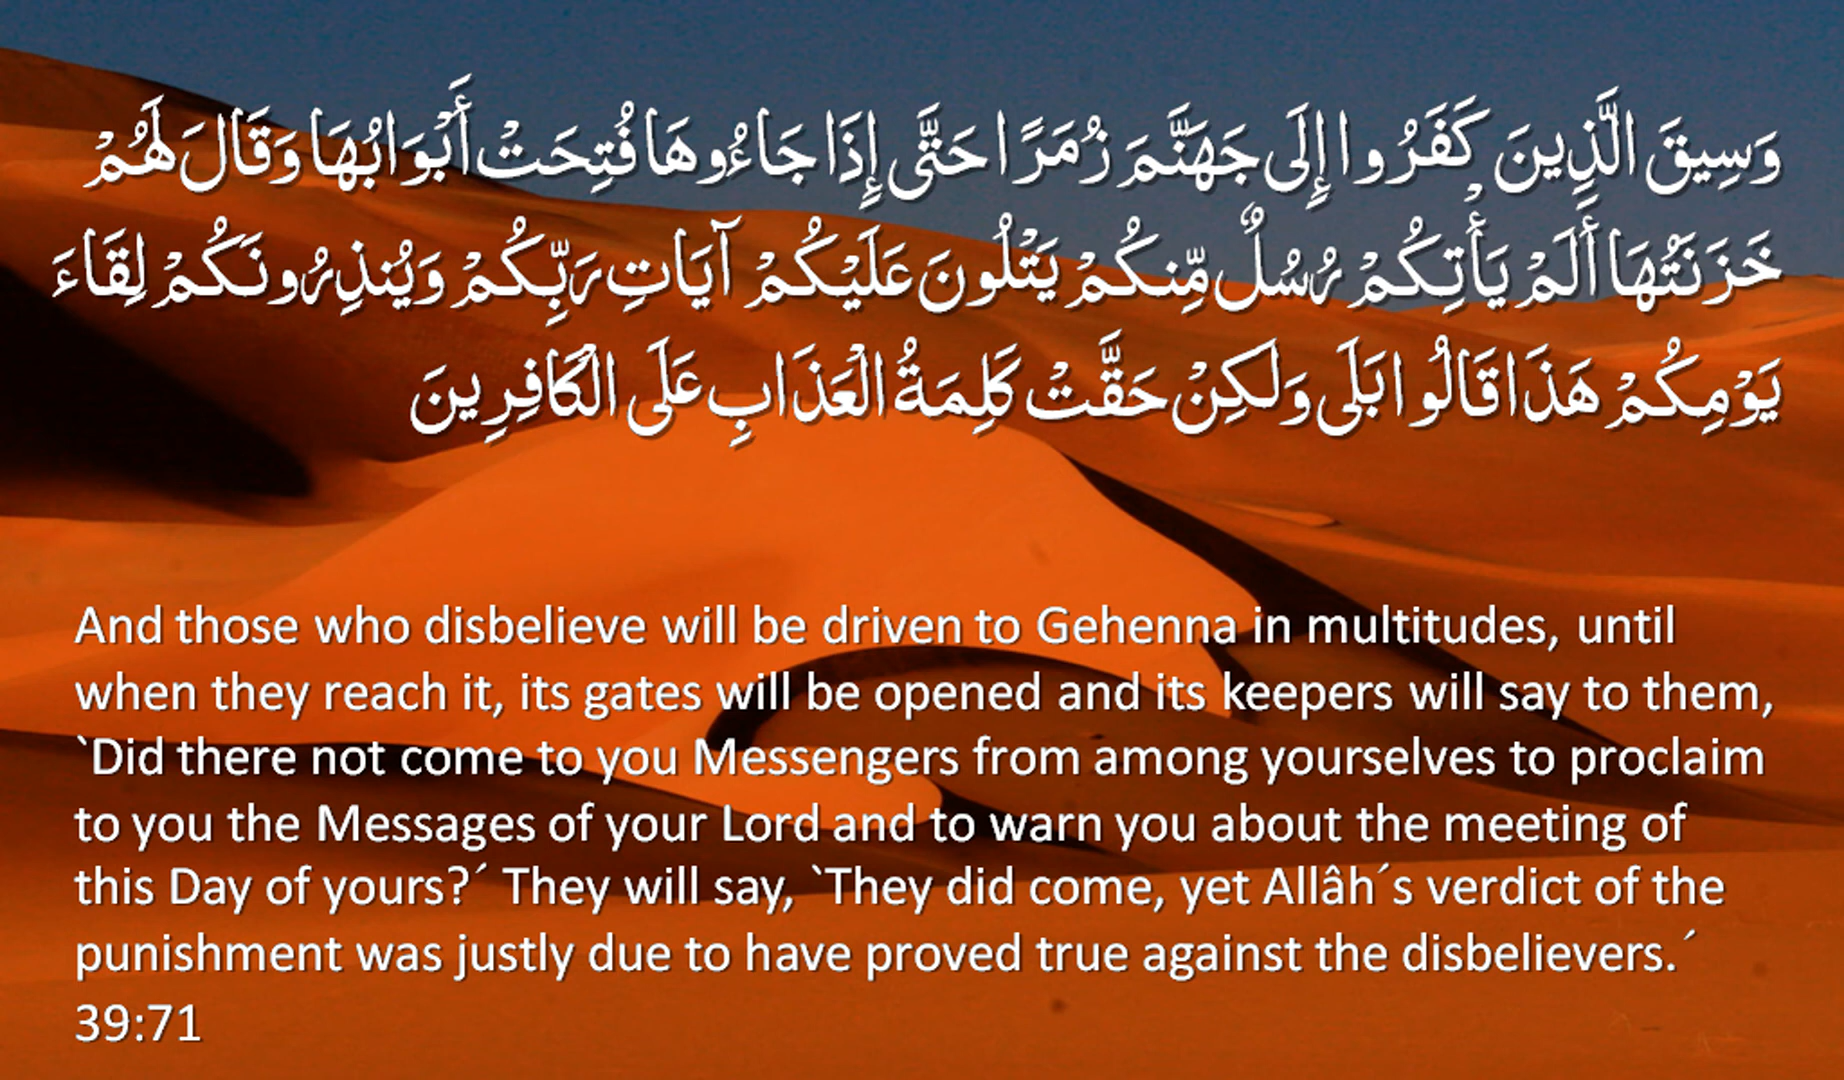 وَسِيقَ الَّذِينَ كَفَرُوا إِلَى جَهَنَّمَ زُمَرًا حَتَّى إِذَا جَاءُوهَا فُتِحَتْ أَبْوَابُهَا وَقَالَ لَهُمْ
خَزَنَتُهَا أَلَمْ يَأْتِكُمْ رُسُلٌ مِّنكُمْ يَتْلُونَ عَلَيْكُمْ آيَاتِ رَبِّكُمْ وَيُنذِرُونَكُمْ لِقَاءَ
يَوْمِكُمْ هَذَا قَالُوا بَلَى وَلَكِنْ حَقَّتْ كَلِمَةُ الْعَذَابِ عَلَى الْكَافِرِينَ
And those who disbelieve will be driven to Gehenna in multitudes, until
when they reach it, its gates will be opened and its keepers will say to them,
`Did there not come to you Messengers from among yourselves to proclaim
to you the Messages of your Lord and to warn you about the meeting of
this Day of yours?´ They will say, `They did come, yet Allâh´s verdict of the
punishment was justly due to have proved true against the disbelievers.´
39:71